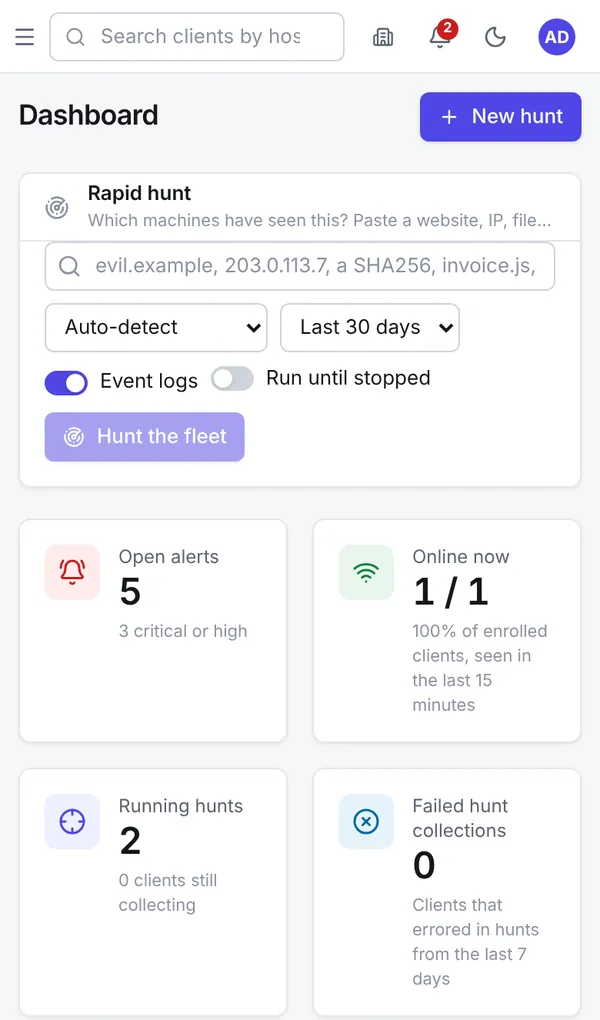 Search clients by hos
2
AD
Dashboard
+ New hunt
Rapid hunt
Which machines have seen this? Paste a website, IP, file...
evil.example, 203.0.113.7, a SHA256, invoice.js,
Auto-detect
Last 30 days
Event logs
Run until stopped
Hunt the fleet
Open alerts
5
3 critical or high
Online now
1 / 1
100% of enrolled
clients, seen in
the last 15
minutes
Running hunts
2
0 clients still
collecting
Failed hunt
collections
0
Clients that
errored in hunts
from the last 7
days